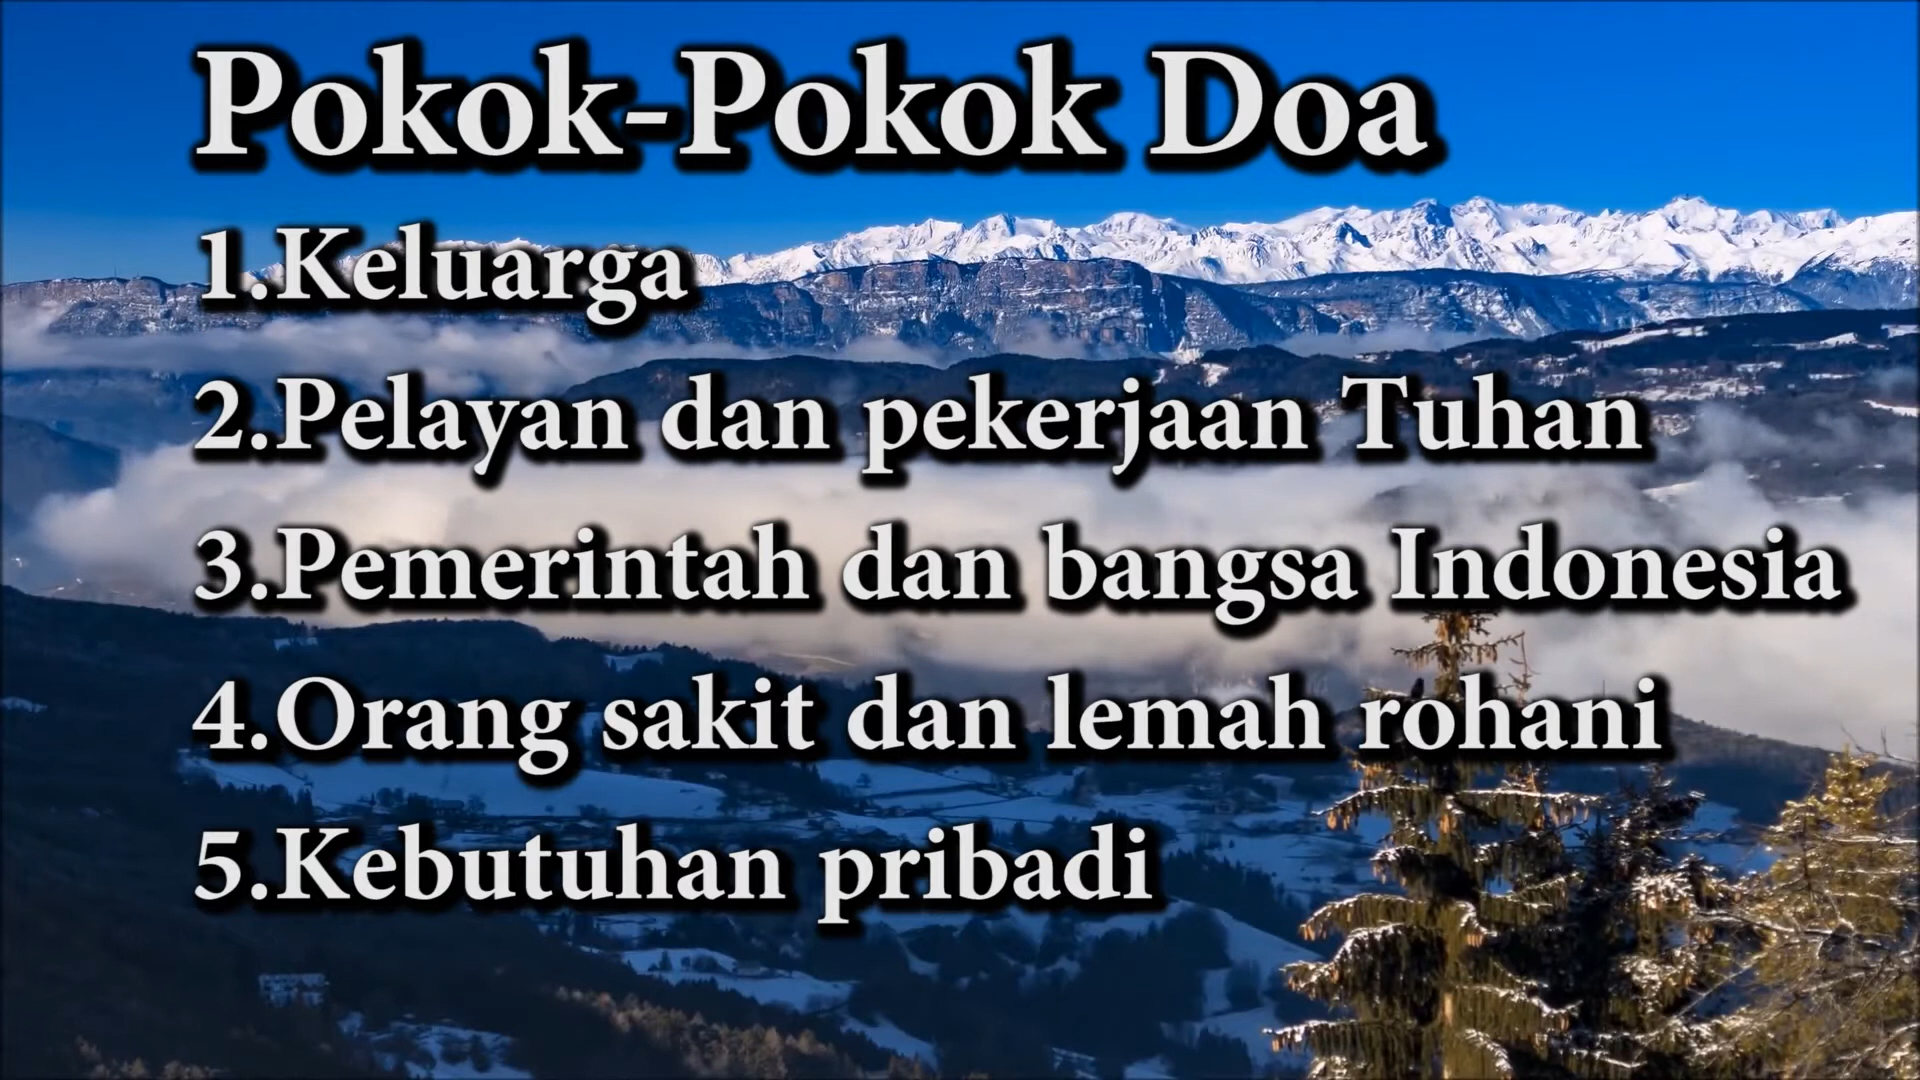 Pokok-Pokok Doa
1.Keluarga
2.Pelayan dan pekerjaan Tuhan
3.Pemerintah dan bangsa Indonesia
4.Orang sakit dan lemah rohani
5.Kebutuhan pribadi